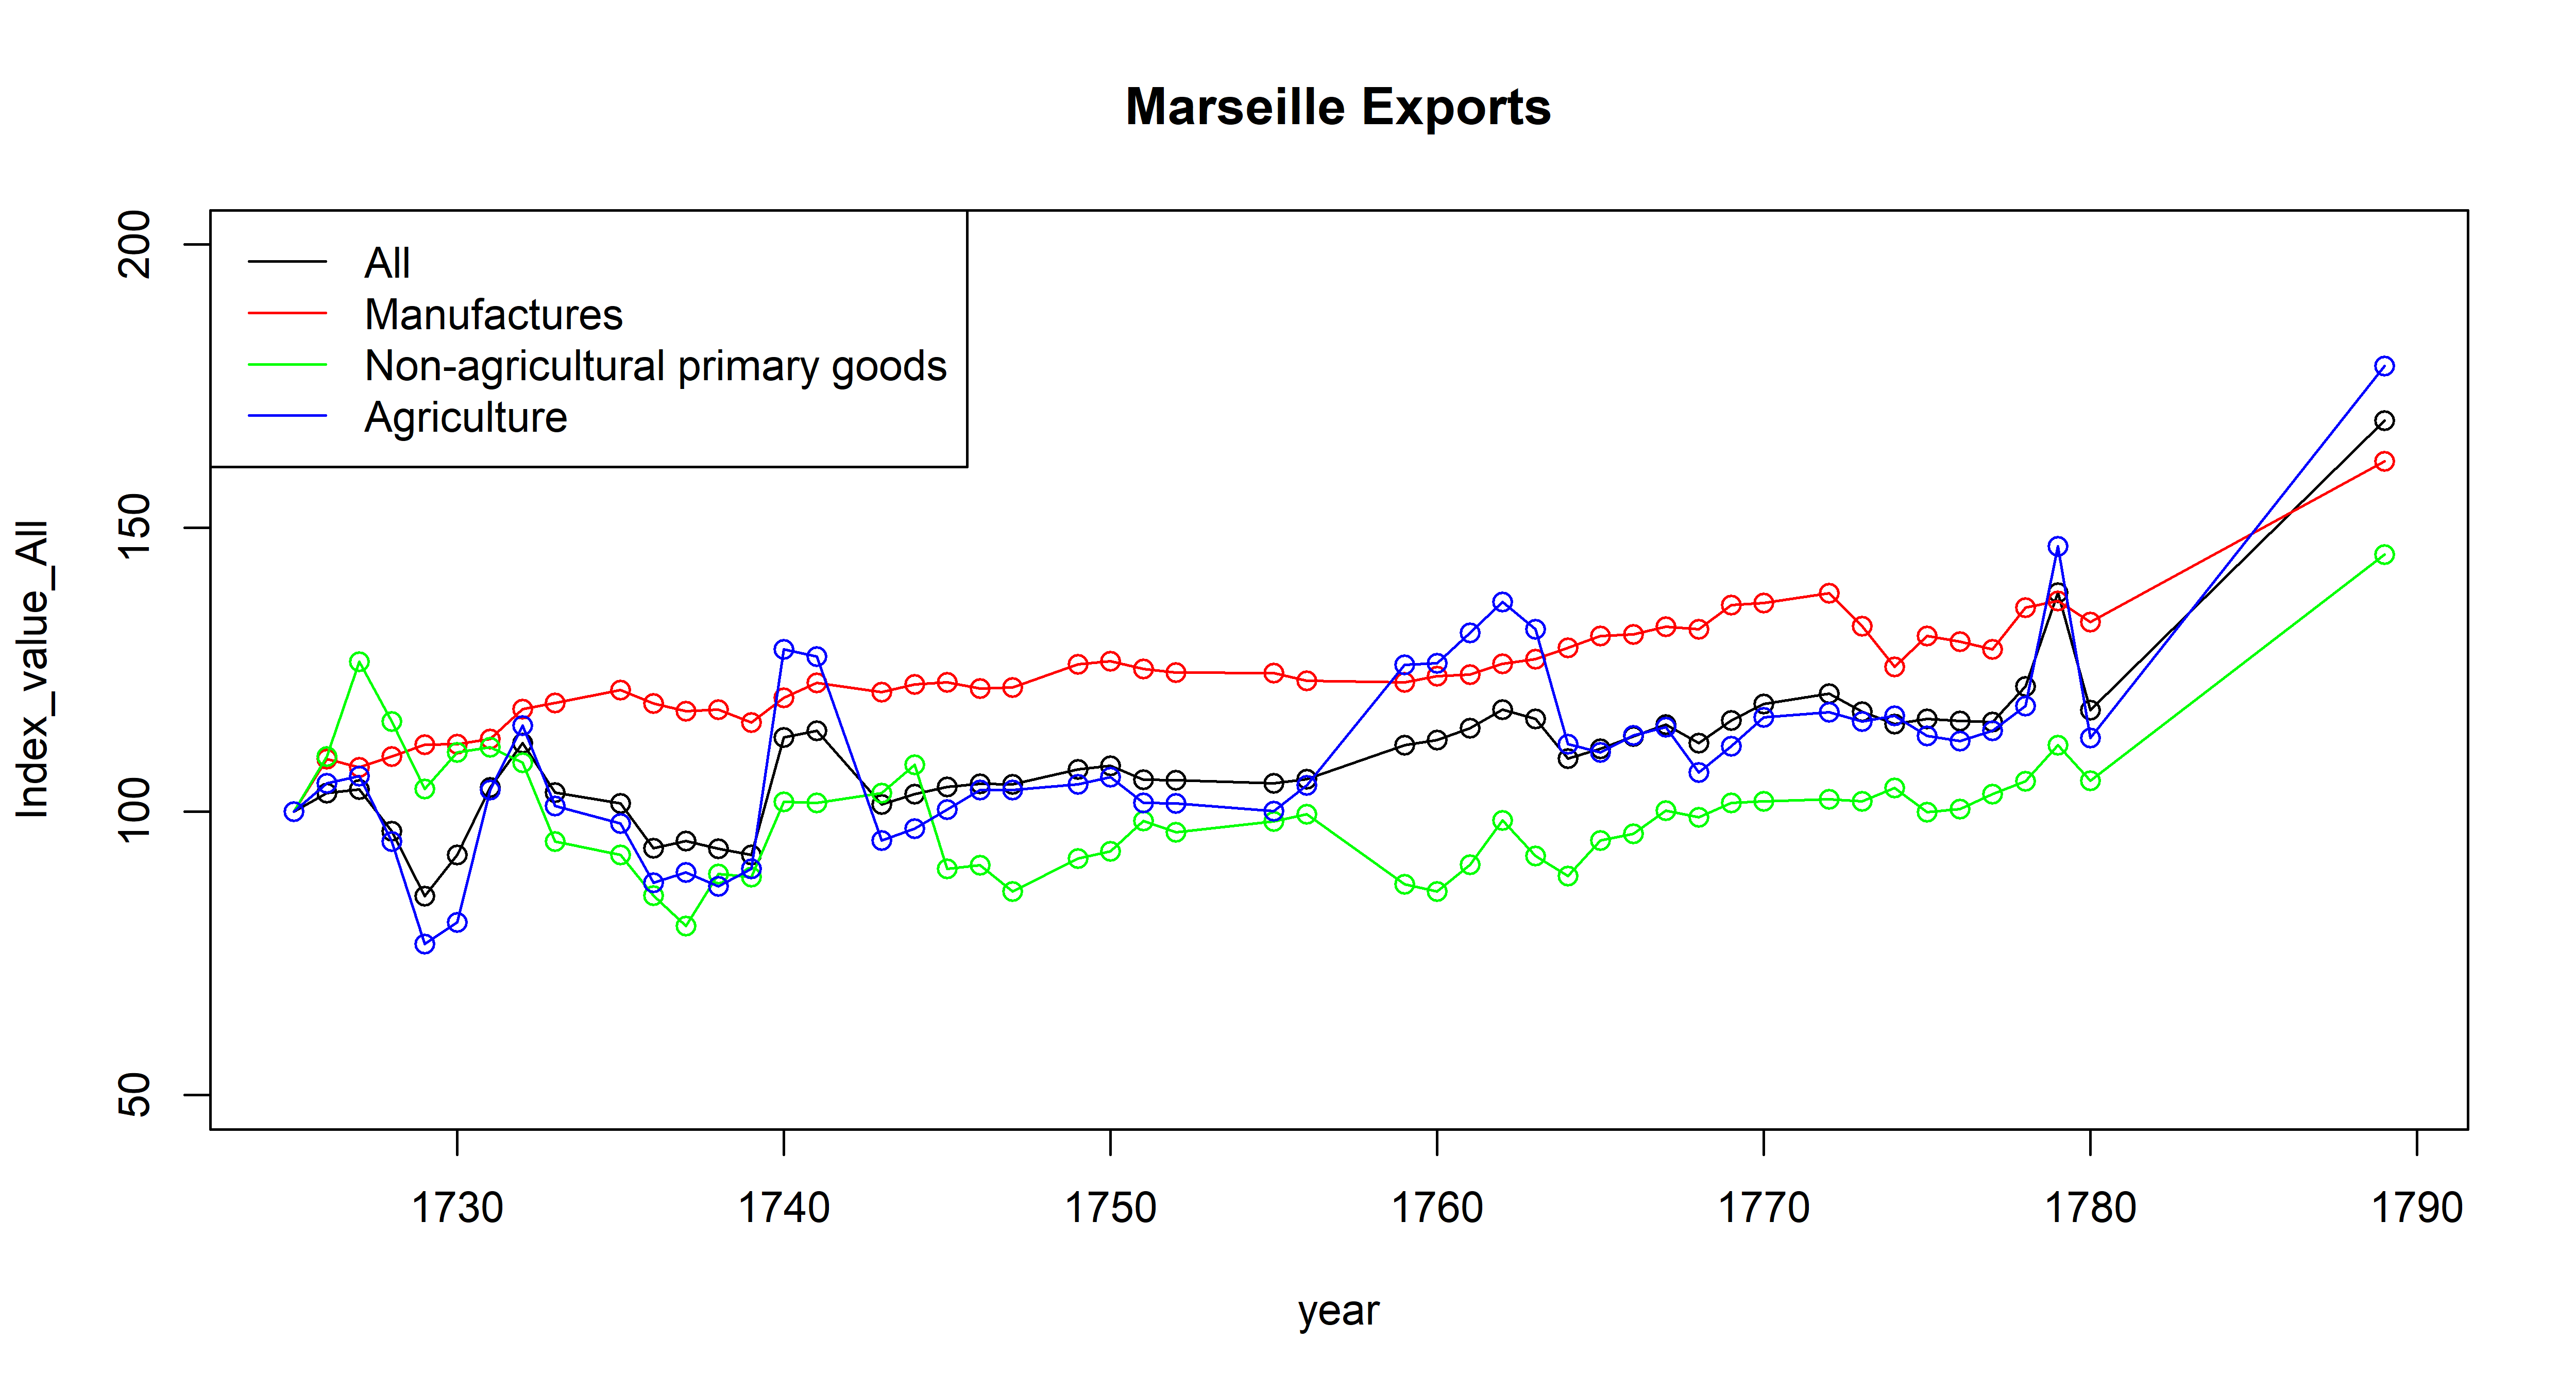 Marseille Exports
All
Manufactures
Non-agricultural primary goods
Agriculture
Index_value_All
200
150
100
50
1730 1740 1750 1760 1770 1780 1790
year